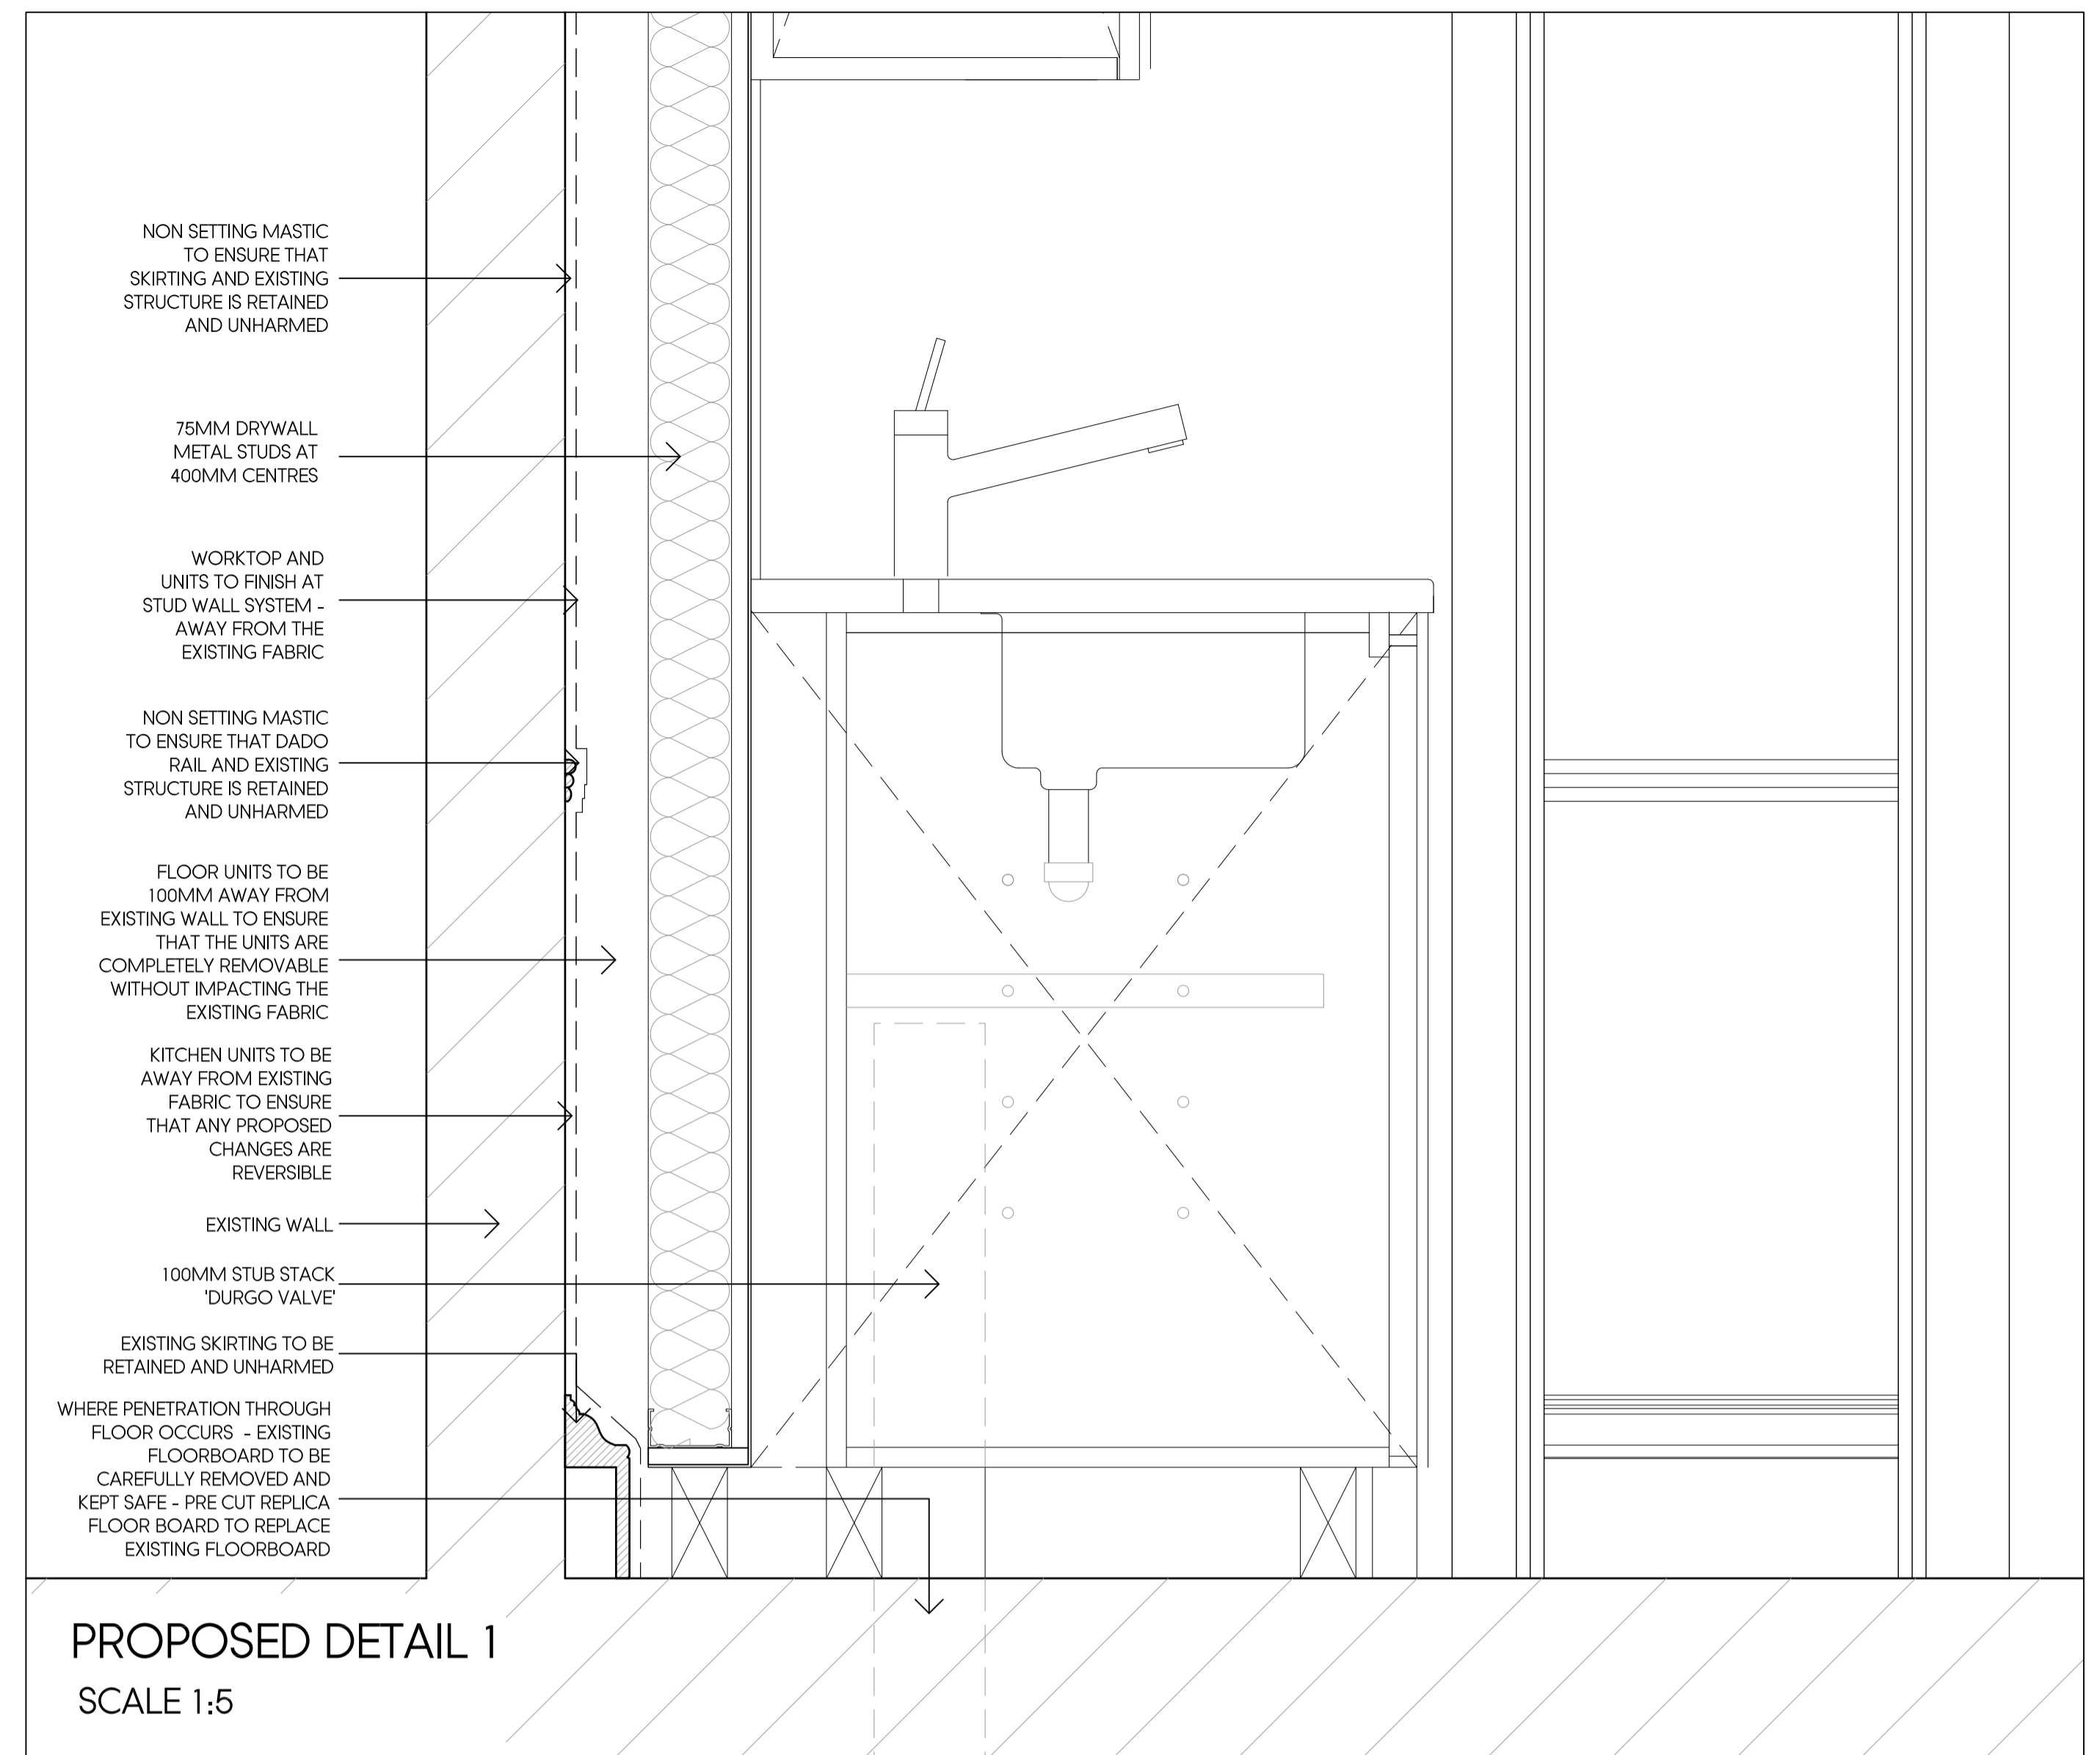 NON SETTING MASTIC
TO ENSURE THAT
SKIRTING AND EXISTING
STRUCTURE IS RETAINED
AND UNHARMED
75MM DRYWALL
METAL STUDS AT
400MM CENTRES
WORKTOP AND
UNITS TO FINISH AT
STUD WALL SYSTEM -
AWAY FROM THE
EXISTING FABRIC
NON SETTING MASTIC
TO ENSURE THAT DADO
RAIL AND EXISTING
STRUCTURE IS RETAINED
AND UNHARMED
FLOOR UNITS TO BE
100MM AWAY FROM
EXISTING WALL TO ENSURE
THAT THE UNITS ARE
COMPLETELY REMOVABLE
WITHOUT IMPACTING THE
EXISTING FABRIC
KITCHEN UNITS TO BE
AWAY FROM EXISTING
FABRIC TO ENSURE
THAT ANY PROPOSED
CHANGES ARE
REVERSIBLE
EXISTING WALL
100MM STUB STACK
'DURGO VALVE'
EXISTING SKIRTING TO BE
RETAINED AND UNHARMED
WHERE PENETRATION THROUGH
FLOOR OCCURS - EXISTING
FLOORBOARD TO BE
CAREFULLY REMOVED AND
KEPT SAFE - PRE CUT REPLICA
FLOOR BOARD TO REPLACE
EXISTING FLOORBOARD
PROPOSED DETAIL 1
SCALE 1:5